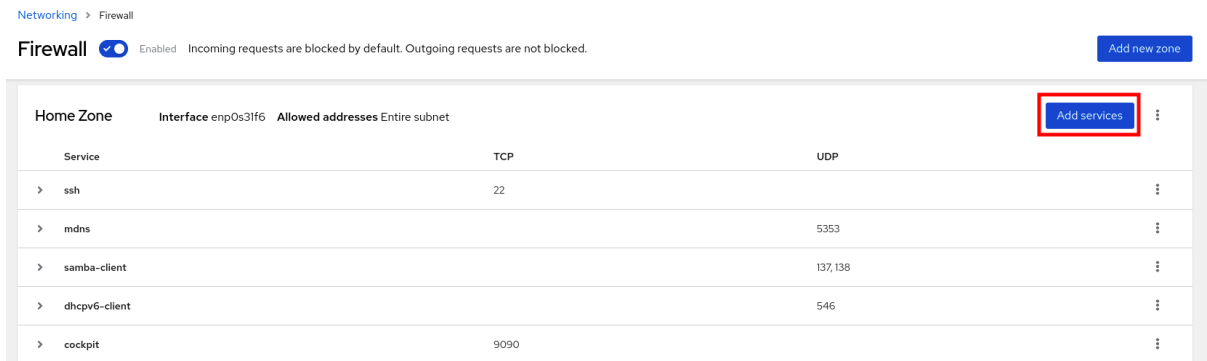 Networking > Firewall
Firewall Enabled Incoming requests are blocked by default. Outgoing requests are not blocked. Add new zone
Home Zone Interface enp0s31f6 Allowed addresses Entire subnet Add services
Service TCP UDP
ssh 22
mdns 5353
samba-client 137, 138
dhcpv6-client 546
cockpit 9090